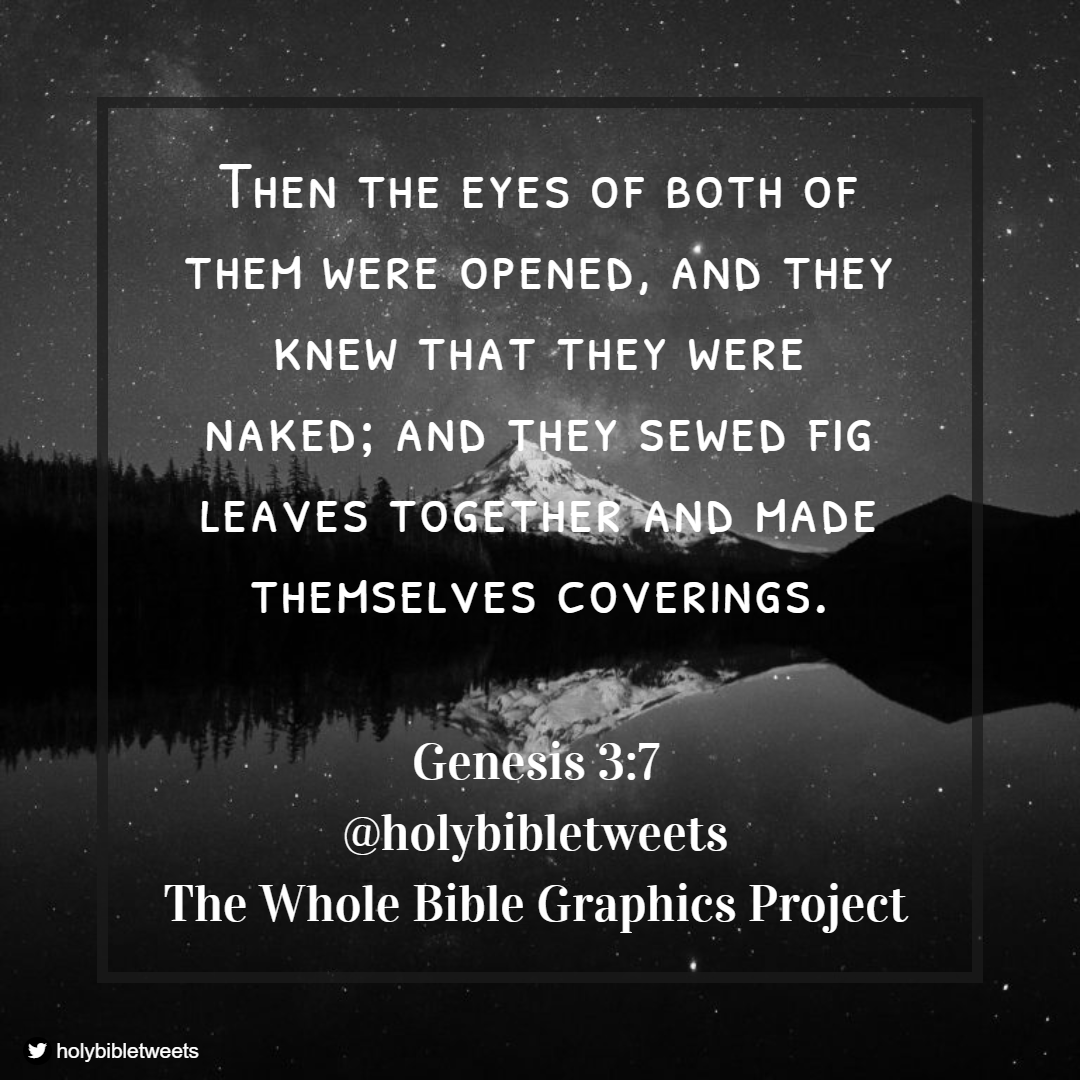 Then the eyes of both of
them were opened, and they
knew that they were
naked; and they sewed fig
leaves together and made
themselves coverings.
Genesis 3:7
@holybibletweets
The Whole Bible Graphics Project
holybibletweets